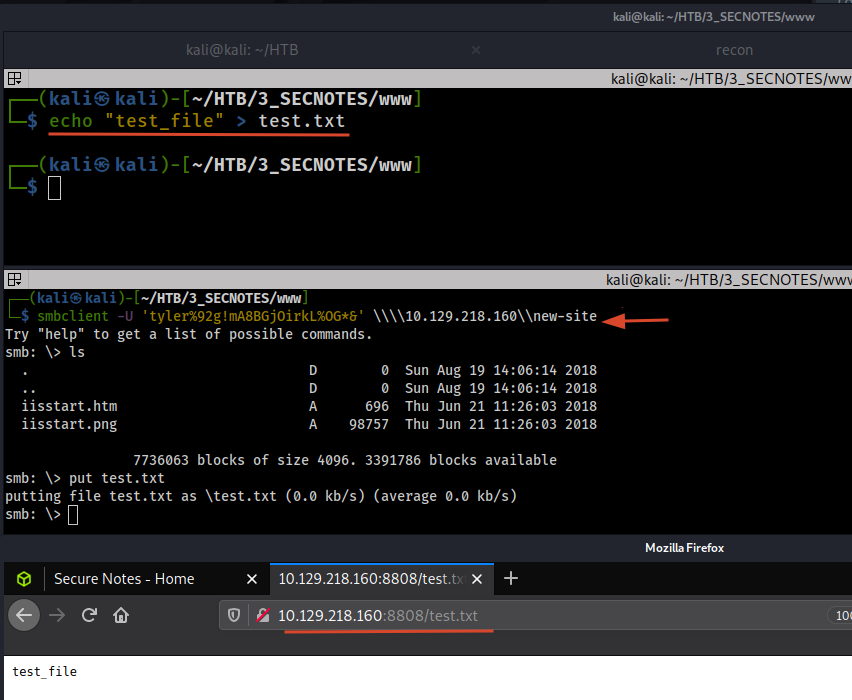 kali@kali: ~/HTB/3_SECNOTES/www
kali@kali: ~/HTB × recon
kali@kali: ~/HTB/3_SECNOTES/ww
┌──(kali㉿kali)-[~/HTB/3_SECNOTES/www]
└─$ echo "test_file" > test.txt
┌──(kali㉿kali)-[~/HTB/3_SECNOTES/www]
└─$
kali@kali: ~/HTB/3_SECNOTES/www
┌──(kali㉿kali)-[~/HTB/3_SECNOTES/www]
└─$ smbclient -U 'tyler%92g!mA8BGjOirkL%OG*&' \\\\10.129.218.160\\new-site
Try "help" to get a list of possible commands.
smb: \> ls
. D 0 Sun Aug 19 14:06:14 2018
.. D 0 Sun Aug 19 14:06:14 2018
iisstart.htm A 696 Thu Jun 21 11:26:03 2018
iisstart.png A 98757 Thu Jun 21 11:26:03 2018
7736063 blocks of size 4096. 3391786 blocks available
smb: \> put test.txt
putting file test.txt as \test.txt (0.0 kb/s) (average 0.0 kb/s)
smb: \>
Mozilla Firefox
Secure Notes - Home × 10.129.218.160:8808/test.tx × +
10.129.218.160:8808/test.txt 100
test_file